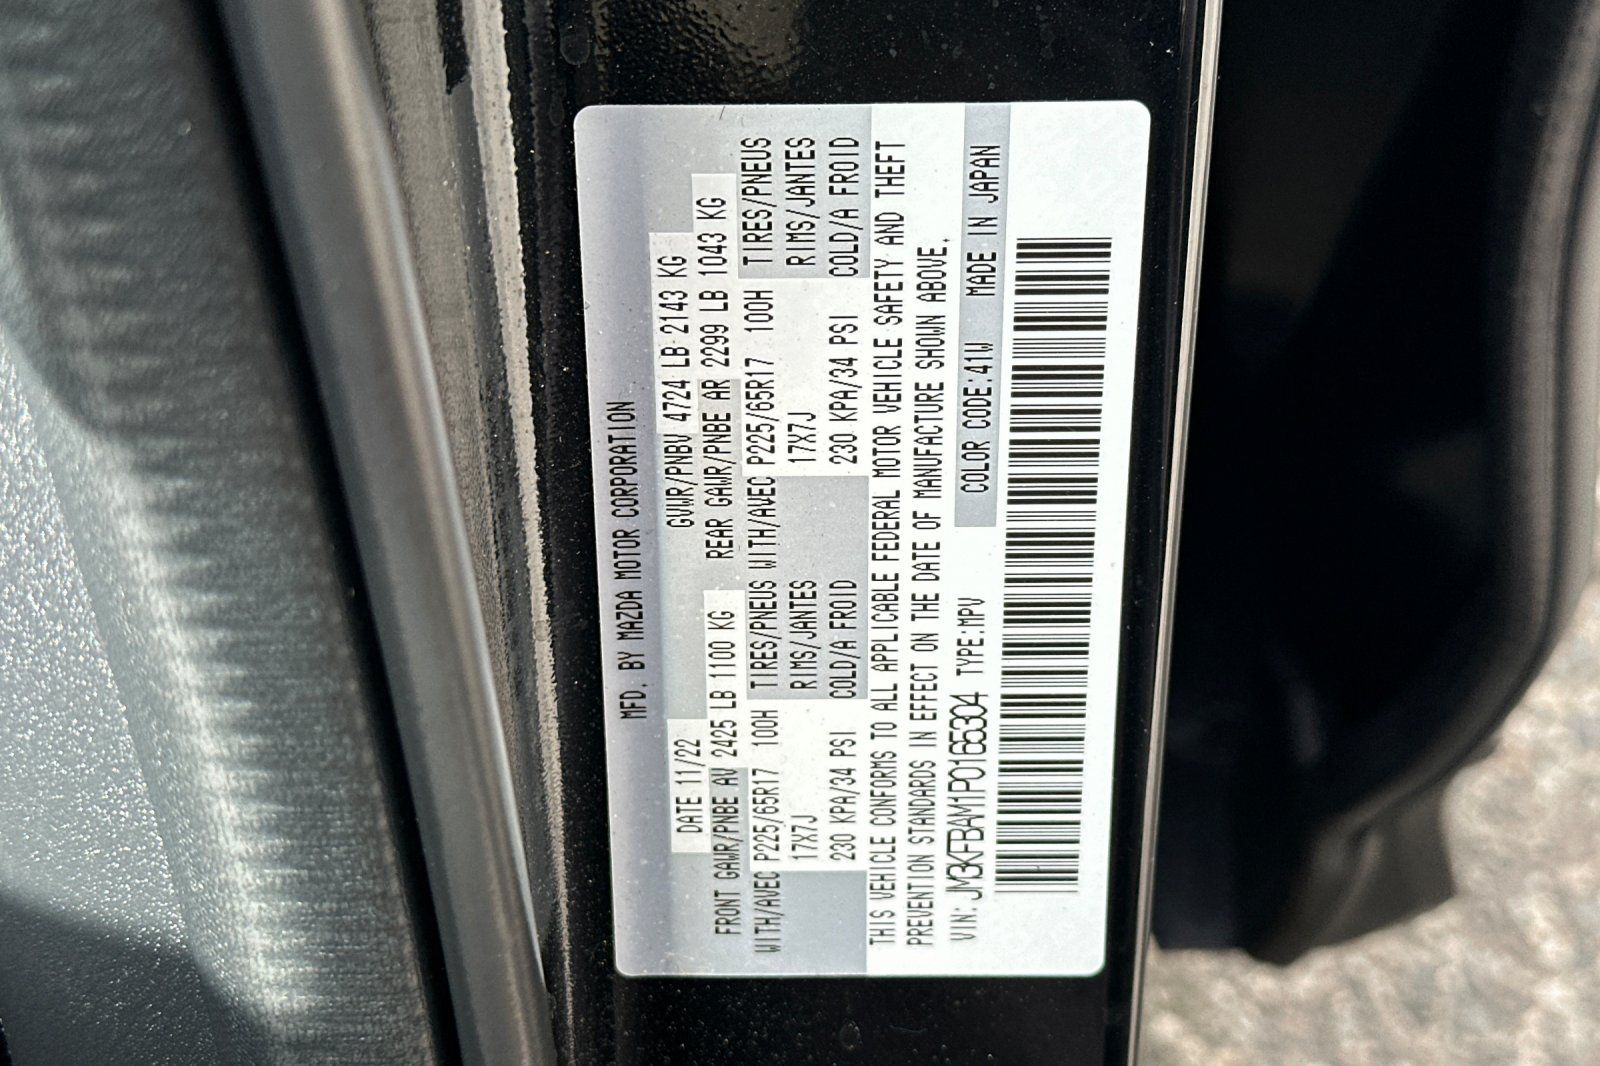 MFD. BY MAZDA MOTOR CORPORATION
DATE 11/22 GVWR/PNBV 4724 LB 2143 KG
FRONT GAWR/PNBE AV 2425 LB 1100 KG REAR GAWR/PNBE AR 2299 LB 1043 KG
WITH/AVEC P225/65R17 100H TIRES/PNEUS WITH/AVEC P225/65R17 100H TIRES/PNEUS
17X7J RIMS/JANTES 17X7J RIMS/JANTES
230 KPA/34 PSI COLD/A FROID 230 KPA/34 PSI COLD/A FROID
THIS VEHICLE CONFORMS TO ALL APPLICABLE FEDERAL MOTOR VEHICLE SAFETY AND THEFT
PREVENTION STANDARDS IN EFFECT ON THE DATE OF MANUFACTURE SHOWN ABOVE.
VIN: JM3KFBAM1P0165304 TYPE:MPV COLOR CODE:41W MADE IN JAPAN